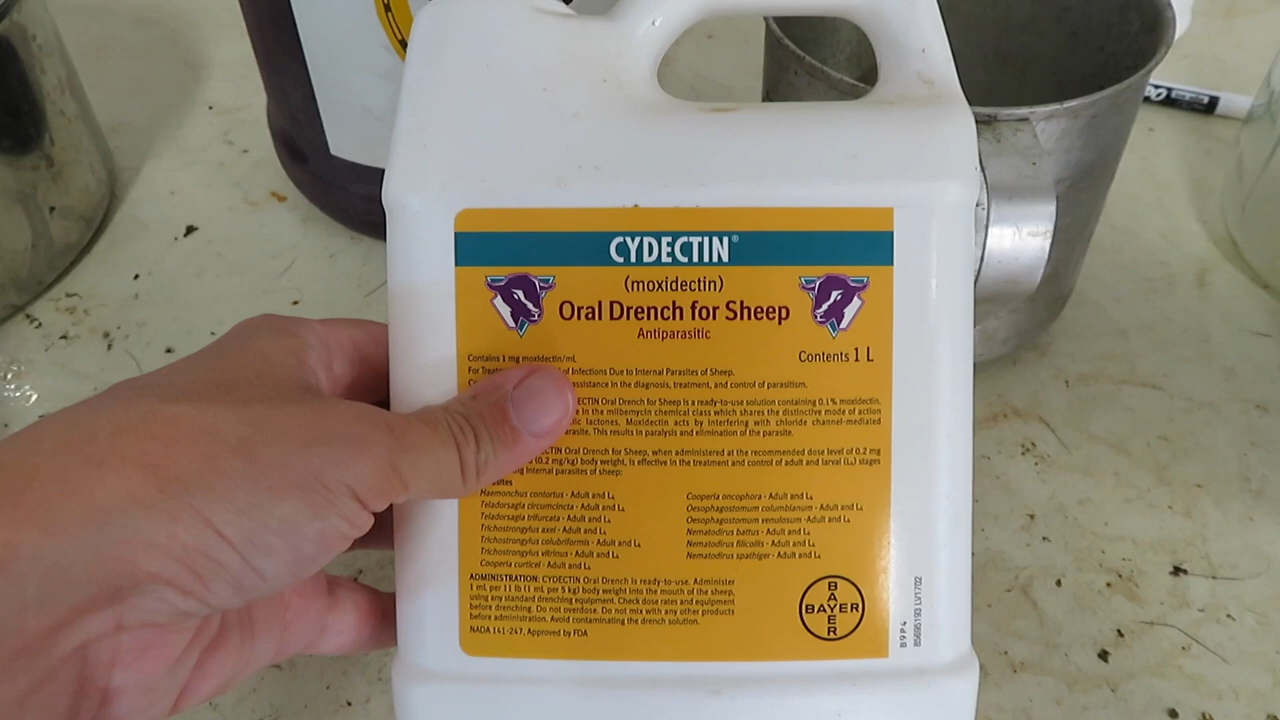 CYDECTIN®
(moxidectin)
Oral Drench for Sheep
Antiparasitic
Contains 1 mg moxidectin/mL
Contents 1 L
For of Infections Due to Internal Parasites of Sheep.
assistance in the diagnosis, treatment, and control of parasitism.
ECTIN Oral Drench for Sheep is a ready-to-use solution containing 0.1% moxidectin.
in the milbemycin chemical class which shares the distinctive mode of action
lactones. Moxidectin acts by interfering with chloride channel-mediated
This results in paralysis and elimination of the parasite.
CTIN Oral Drench for Sheep, when administered at the recommended dose level of 0.2 mg
(0.2 mg/kg) body weight, is effective in the treatment and control of adult and larval (L₄) stages
internal parasites of sheep:
Haemonchus contortus - Adult and L₄
Teladorsagia circumcincta - Adult and L₄
Teladorsagia trifurcata - Adult and L₄
Trichostrongylus axei - Adult and L₄
Trichostrongylus colubriformis - Adult and L₄
Trichostrongylus vitrinus - Adult and L₄
Cooperia curticei - Adult and L₄
Cooperia oncophora - Adult and L₄
Oesophagostomum columbianum - Adult and L₄
Oesophagostomum venulosum -Adult and L₄
Nematodirus battus - Adult and L₄
Nematodirus filicollis - Adult and L₄
Nematodirus spathiger - Adult and L₄
ADMINISTRATION: CYDECTIN Oral Drench is ready-to-use. Administer
1 mL per 11 lb (1 mL per 5 kg) body weight into the mouth of the sheep,
using any standard drenching equipment. Check dose rates and equipment
before drenching. Do not overdose. Do not mix with any other products
before administration. Avoid contaminating the drench solution.
NADA 141-247, Approved by FDA
BAYER
BAYER
B9P4
85695193 LV1702